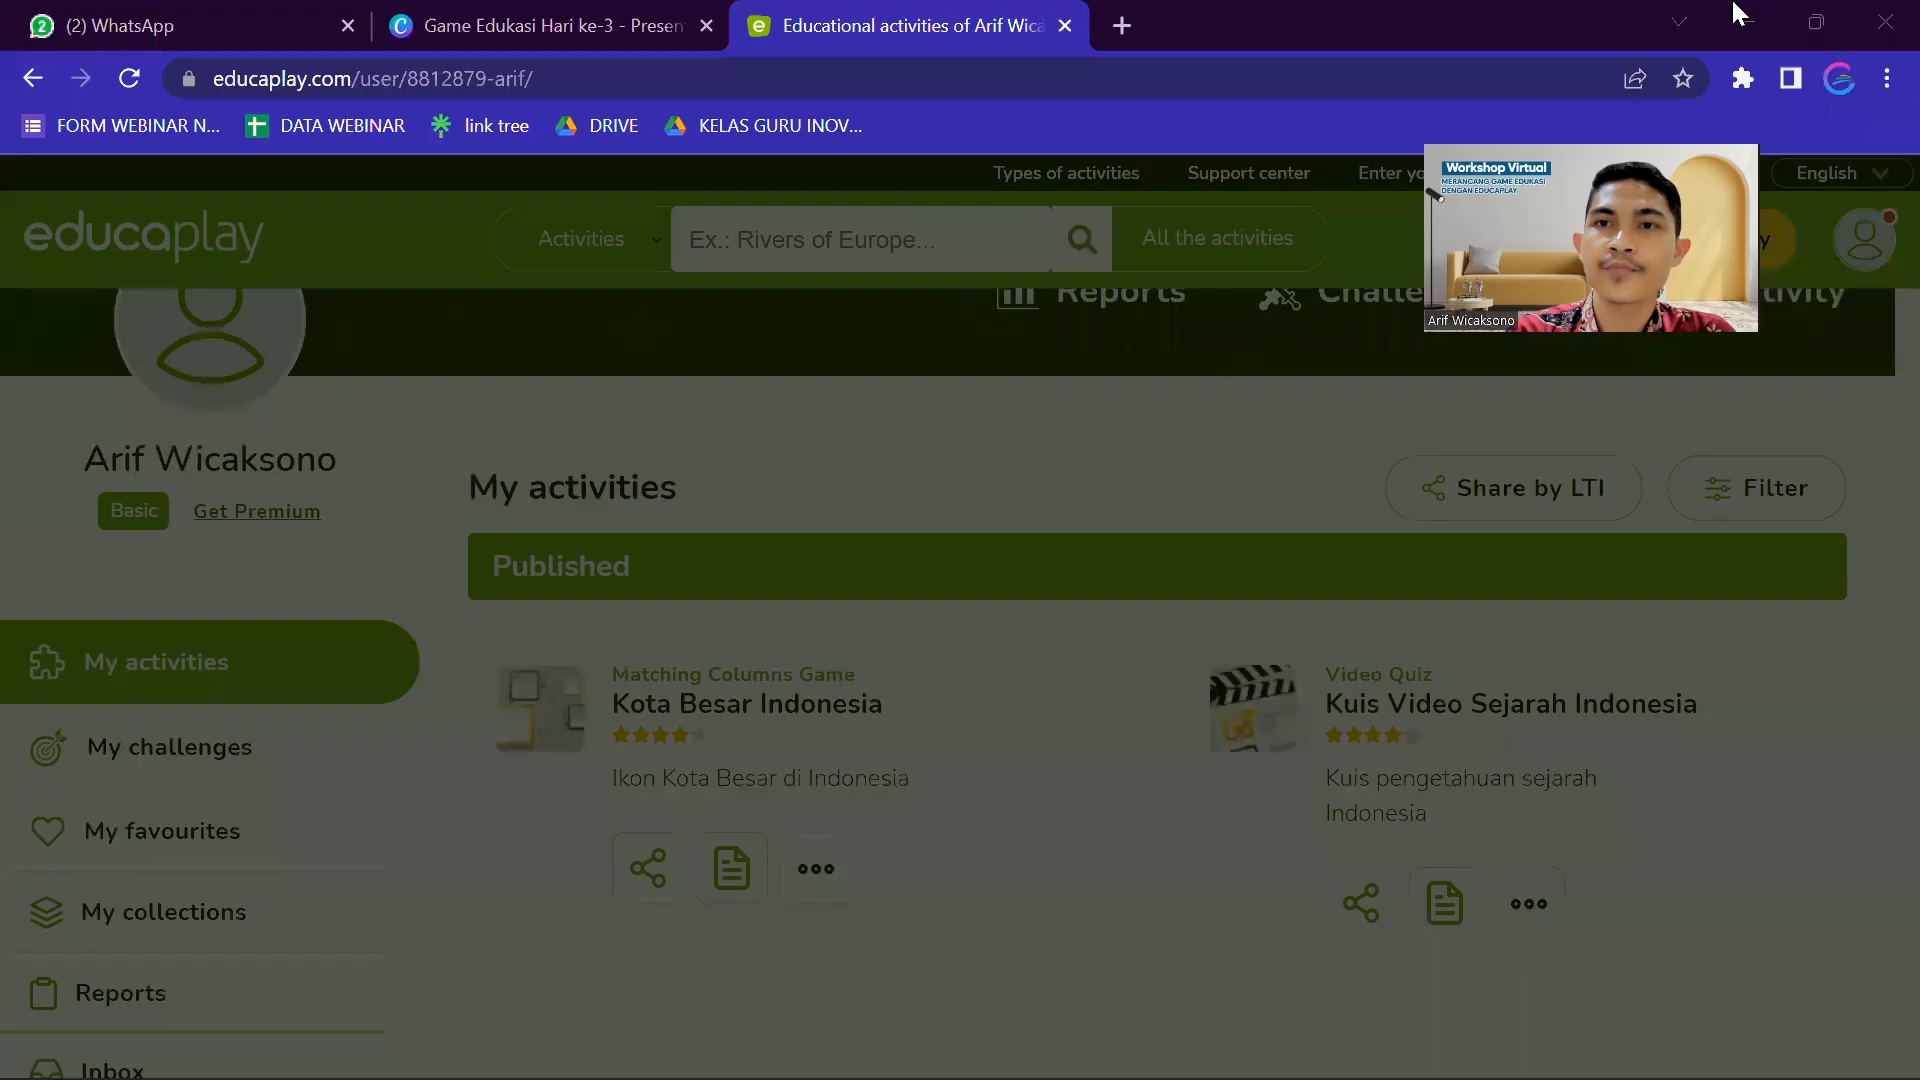 (2) WhatsApp
Game Edukasi Hari ke-3 - Presen
Educational activities of Arif Wica
educaplay.com/user/8812879-arif/
FORM WEBINAR N...
DATA WEBINAR
link tree
DRIVE
KELAS GURU INOV...
Types of activities
Support center
Enter yo
English
Workshop Virtual
MERANCANG GAME EDUKASI
DENGAN EDUCAPLAY
Arif Wicaksono
educaplay
Activities
Ex.: Rivers of Europe...
All the activities
y
Reports
Challe
tivity
Arif Wicaksono
Basic
Get Premium
My activities
Share by LTI
Filter
Published
My activities
My challenges
My favourites
My collections
Reports
Inbox
Matching Columns Game
Kota Besar Indonesia
Ikon Kota Besar di Indonesia
Video Quiz
Kuis Video Sejarah Indonesia
Kuis pengetahuan sejarah
Indonesia